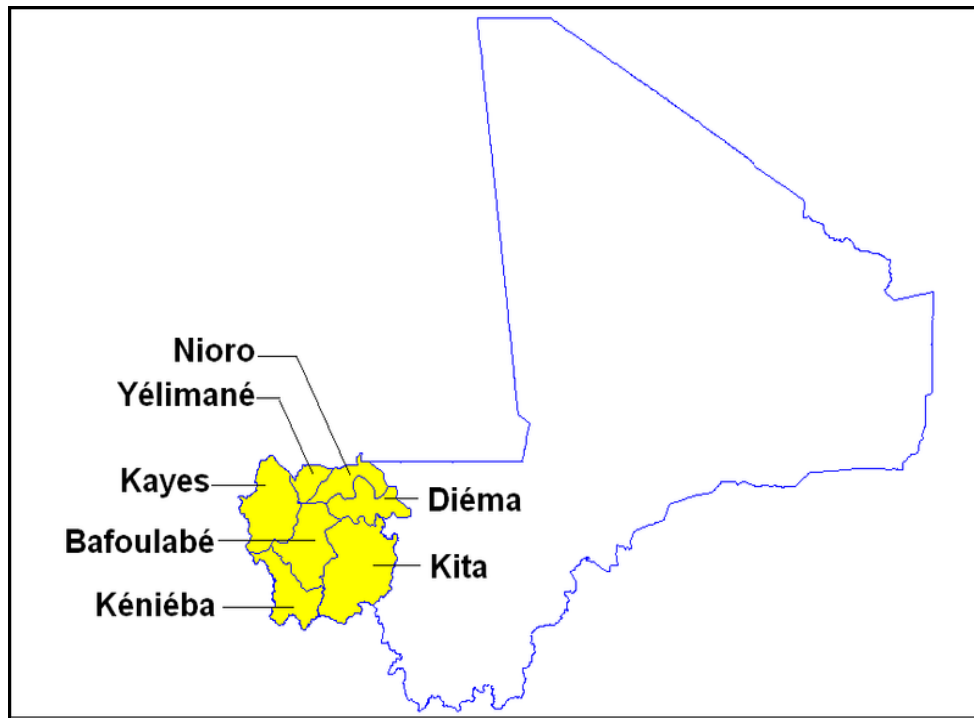 Nioro
Yélimané
Kayes
Diéma
Bafoulabé
Kita
Kéniéba